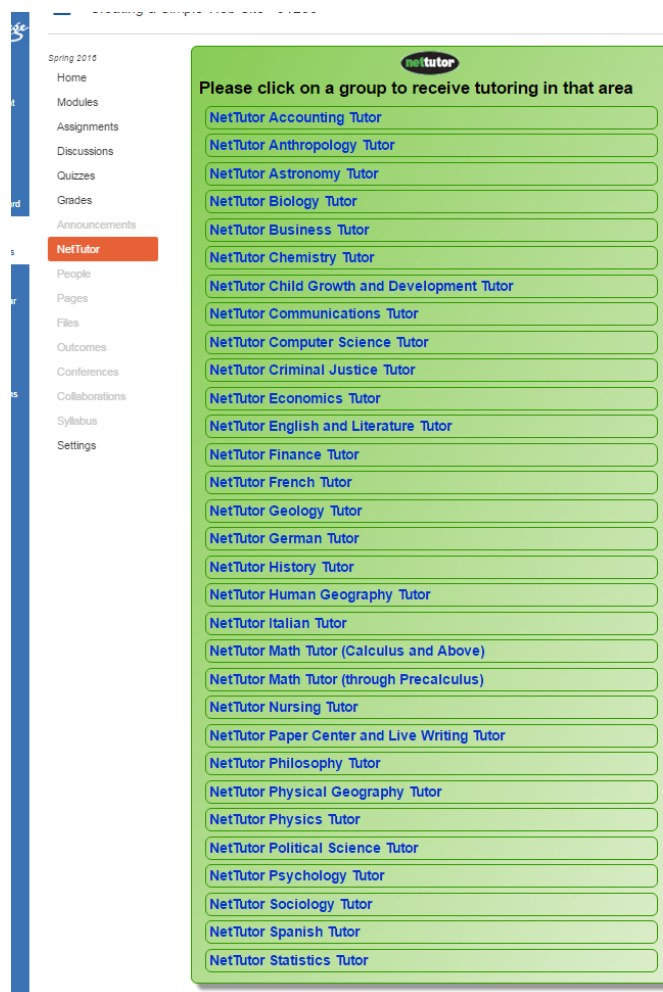 Spring 2016
Home
Modules
Assignments
Discussions
Quizzes
Grades
Announcements
NetTutor
People
Pages
Files
Outcomes
Conferences
Collaborations
Syllabus
Settings
nettutor
Please click on a group to receive tutoring in that area
NetTutor Accounting Tutor
NetTutor Anthropology Tutor
NetTutor Astronomy Tutor
NetTutor Biology Tutor
NetTutor Business Tutor
NetTutor Chemistry Tutor
NetTutor Child Growth and Development Tutor
NetTutor Communications Tutor
NetTutor Computer Science Tutor
NetTutor Criminal Justice Tutor
NetTutor Economics Tutor
NetTutor English and Literature Tutor
NetTutor Finance Tutor
NetTutor French Tutor
NetTutor Geology Tutor
NetTutor German Tutor
NetTutor History Tutor
NetTutor Human Geography Tutor
NetTutor Italian Tutor
NetTutor Math Tutor (Calculus and Above)
NetTutor Math Tutor (through Precalculus)
NetTutor Nursing Tutor
NetTutor Paper Center and Live Writing Tutor
NetTutor Philosophy Tutor
NetTutor Physical Geography Tutor
NetTutor Physics Tutor
NetTutor Political Science Tutor
NetTutor Psychology Tutor
NetTutor Sociology Tutor
NetTutor Spanish Tutor
NetTutor Statistics Tutor